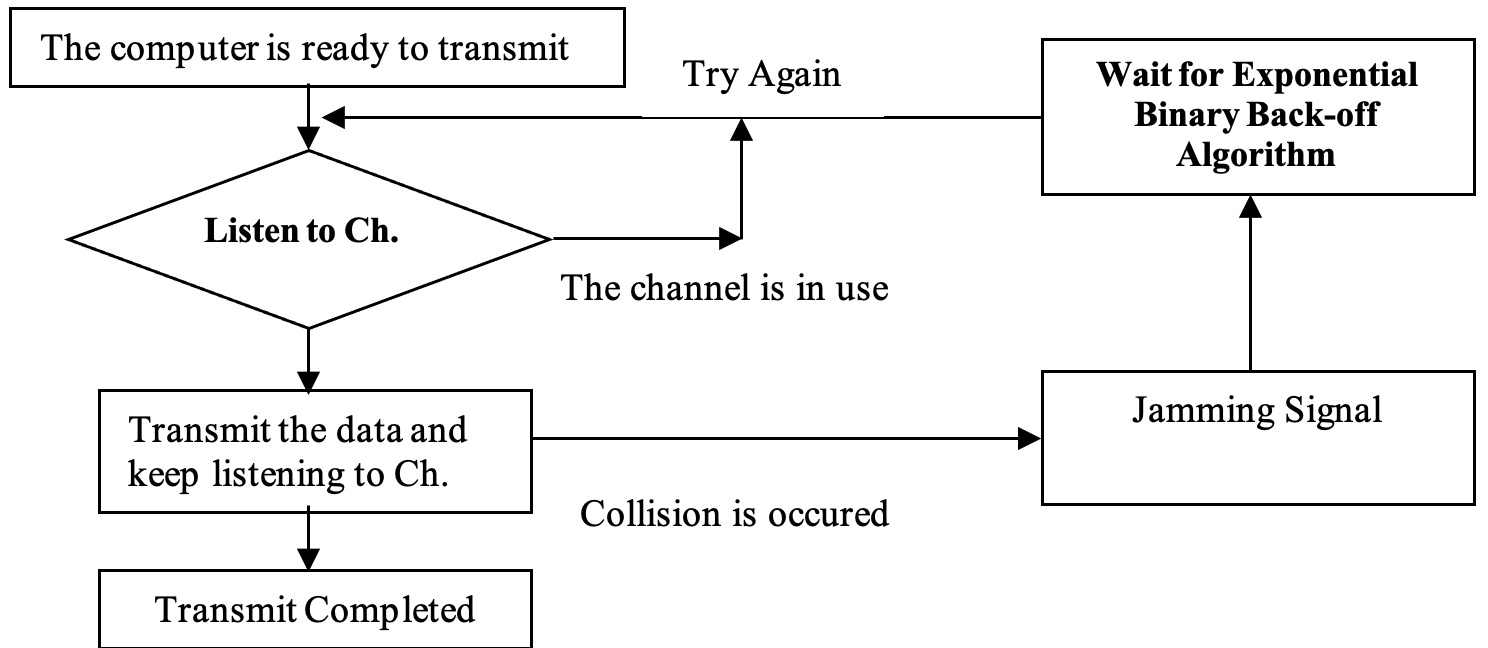 The computer is ready to transmit
Try Again
Wait for Exponential
Binary Back-off
Algorithm
Listen to Ch.
The channel is in use
Transmit the data and
keep listening to Ch.
Jamming Signal
Collision is occured
Transmit Completed